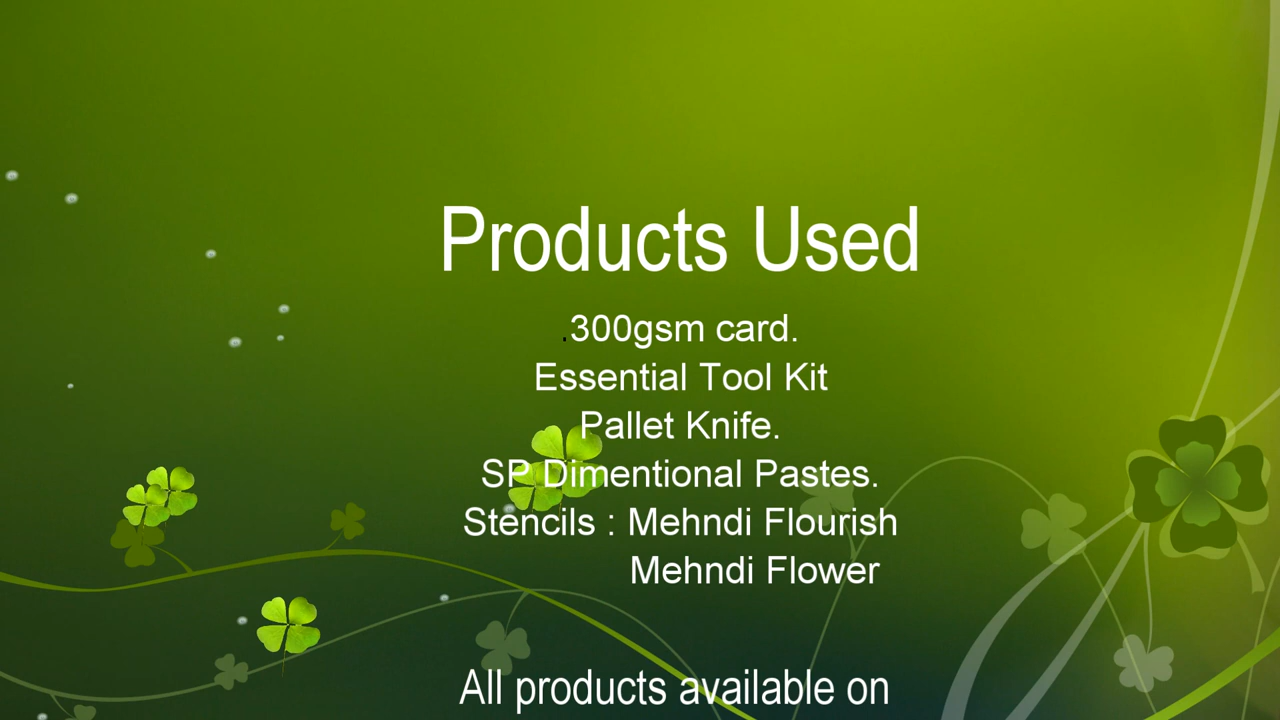 Products Used
.300gsm card.
Essential Tool Kit
Pallet Knife.
SP Dimentional Pastes.
Stencils : Mehndi Flourish
Mehndi Flower
All products available on